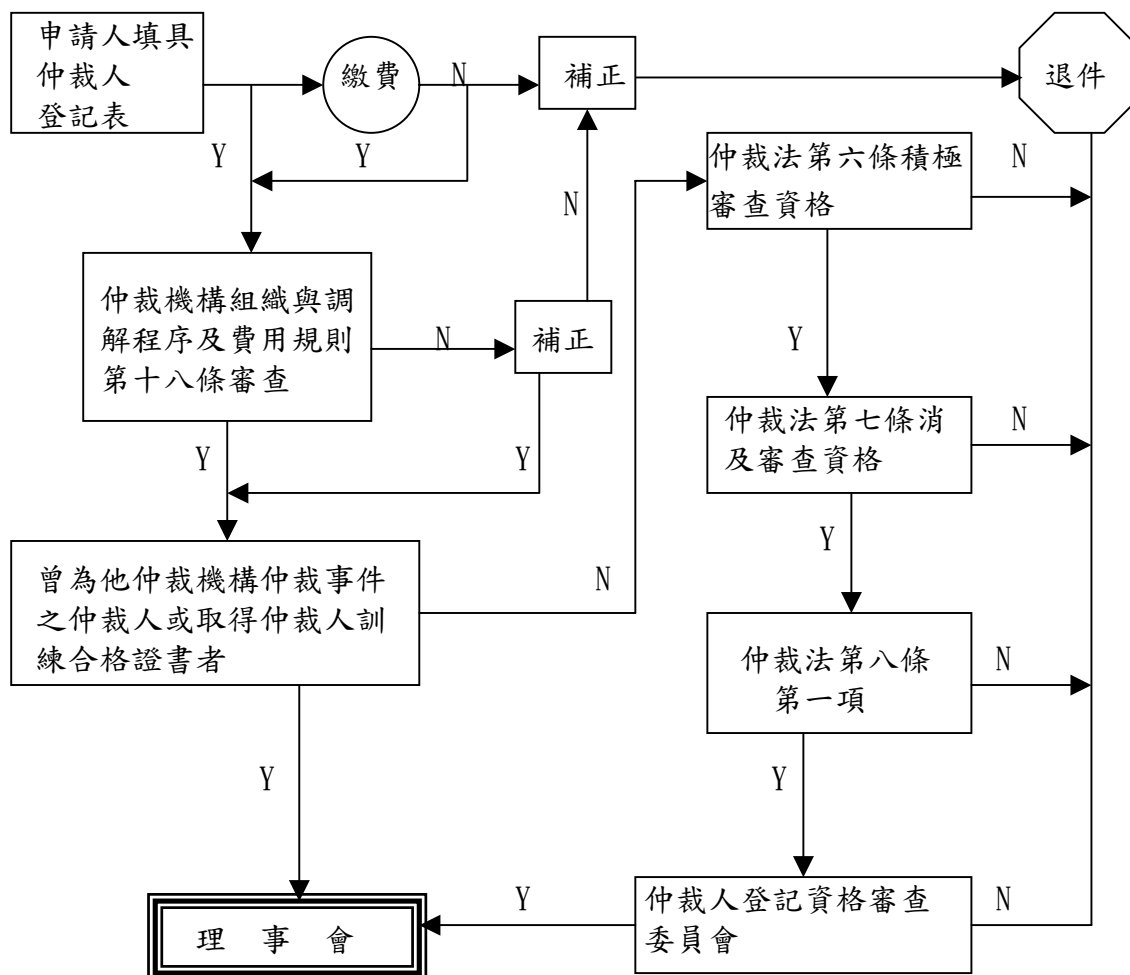 申請人填具
仲裁人
登記表
繳費
N
補正
退件
Y
Y
N
仲裁法第六條積極
審查資格
N
仲裁機構組織與調
解程序及費用規則
第十八條審查
N
補正
Y
Y
Y
仲裁法第七條消
及審查資格
N
Y
曾為他仲裁機構仲裁事件
之仲裁人或取得仲裁人訓
練合格證書者
N
仲裁法第八條
第一項
N
Y
Y
理 事 會
Y
仲裁人登記資格審查
委員會
N